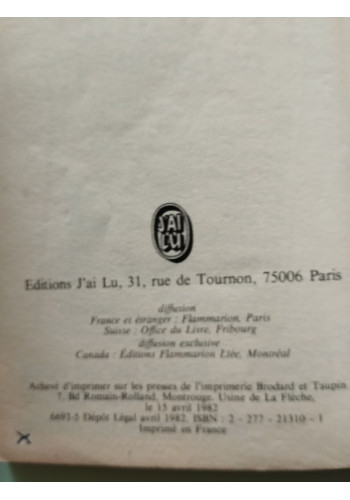 J'AI
LU
Editions J'ai Lu, 31, rue de Tournon, 75006 Paris
diffusion
France et étranger : Flammarion, Paris
Suisse : Office du Livre, Fribourg
diffusion exclusive
Canada : Éditions Flammarion Ltée, Montréal
Achevé d'imprimer sur les presses de l'imprimerie Brodard et Taupin
7, Bd Romain-Rolland, Montrouge. Usine de La Flèche,
le 15 avril 1982
6693-5 Dépôt Légal avril 1982. ISBN : 2 - 277 - 21310 - 1
Imprimé en France